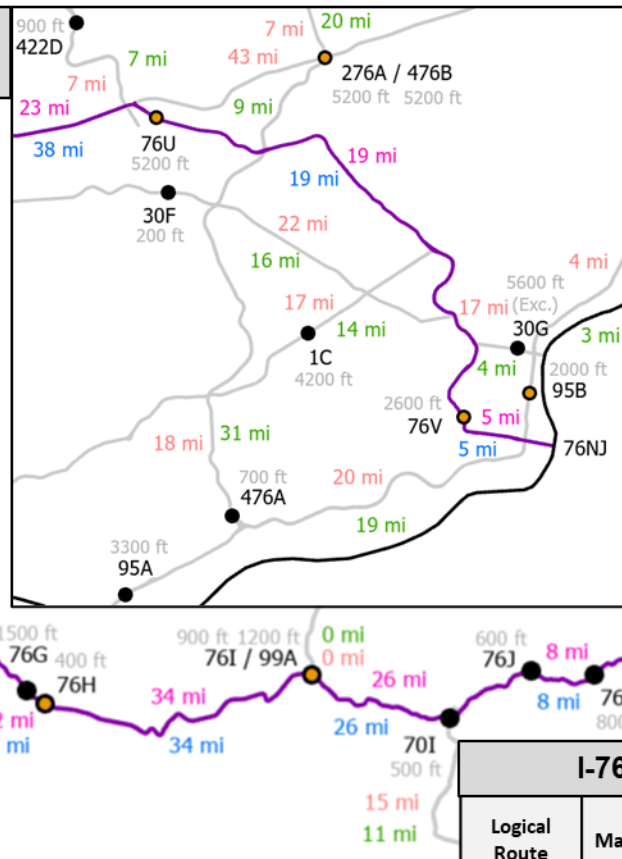 900 ft
422D
7 mi
20 mi
7 mi
43 mi
276A / 476B
5200 ft 5200 ft
7 mi
23 mi
9 mi
38 mi
76U
5200 ft
19 mi
19 mi
30F
200 ft
22 mi
16 mi
4 mi
5600 ft
(Exc.)
17 mi
17 mi
30G
3 mi
14 mi
1C
4200 ft
4 mi
2000 ft
95B
2600 ft
76V
5 mi
5 mi
76NJ
18 mi
31 mi
20 mi
700 ft
476A
19 mi
3300 ft
95A
1500 ft
76G
400 ft
76H
2 mi
mi
34 mi
34 mi
900 ft 1200 ft
76I / 99A
0 mi
0 mi
26 mi
26 mi
70I
500 ft
15 mi
11 mi
600 ft
76J
8 mi
8 mi
76
800
I-76
Logical
Route
Ma